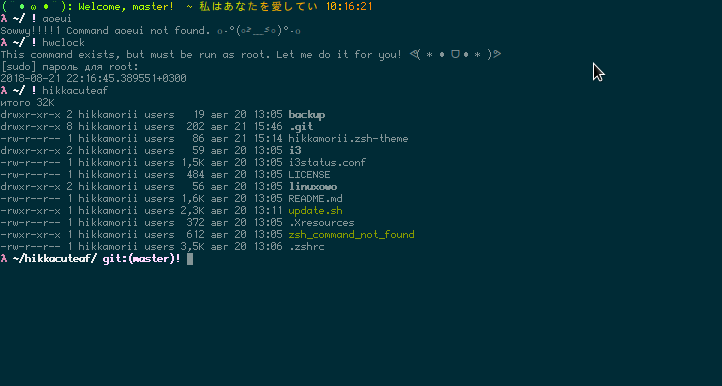 (＾• ω •＾): Welcome, master!  ~ 私はあなたを愛してい 10:16:21
λ ~/ ! aoeui
Sowwy!!!!1 Command aoeui not found. ๐·°(๐>_<๐)°·๐
λ ~/ ! hwclock
This command exists, but must be run as root. Let me do it for you! ᕙ( * • ᗜ • * )ᕗ
[sudo] пароль для root:
2018-08-21 22:16:45.389551+0300
λ ~/ ! hikkacuteaf
итого 32K
drwxr-xr-x 2 hikkamorii users   19 авг 20 13:05 backup
drwxr-xr-x 8 hikkamorii users  202 авг 21 15:46 .git
-rw-r--r-- 1 hikkamorii users   86 авг 21 15:14 hikkamorii.zsh-theme
drwxr-xr-x 2 hikkamorii users   59 авг 20 13:05 i3
-rw-r--r-- 1 hikkamorii users 1,5K авг 20 13:05 i3status.conf
-rw-r--r-- 1 hikkamorii users  484 авг 20 13:05 LICENSE
drwxr-xr-x 2 hikkamorii users   56 авг 20 13:05 linuxowo
-rw-r--r-- 1 hikkamorii users 1,6K авг 20 13:05 README.md
-rwxr-xr-x 1 hikkamorii users 2,3K авг 20 13:11 update.sh
-rw-r--r-- 1 hikkamorii users  372 авг 20 13:05 .Xresources
-rwxr-xr-x 1 hikkamorii users  612 авг 20 13:05 zsh_command_not_found
-rw-r--r-- 1 hikkamorii users 3,5K авг 20 13:06 .zshrc
λ ~/hikkacuteaf/ git:(master)!